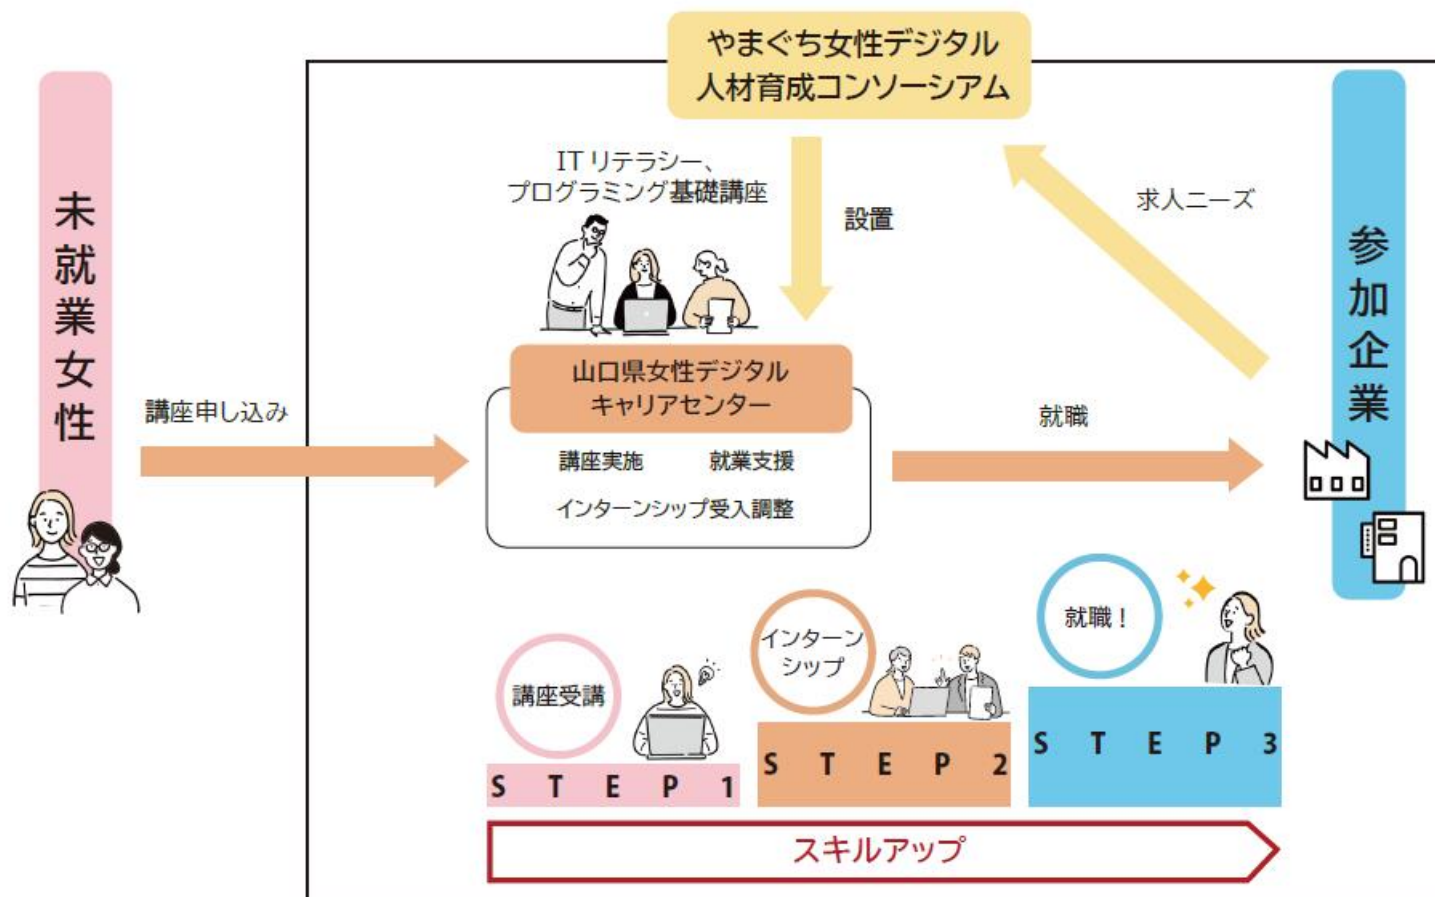 やまぐち女性デジタル
人材育成コンソーシアム
未就業女性
参加企業
ITリテラシー、
プログラミング基礎講座
設置
求人ニーズ
山口県女性デジタル
キャリアセンター
講座申し込み
就職
講座実施 就業支援
インターンシップ受入調整
講座受講
インターン
シップ
就職！
STEP1
STEP2
STEP3
スキルアップ